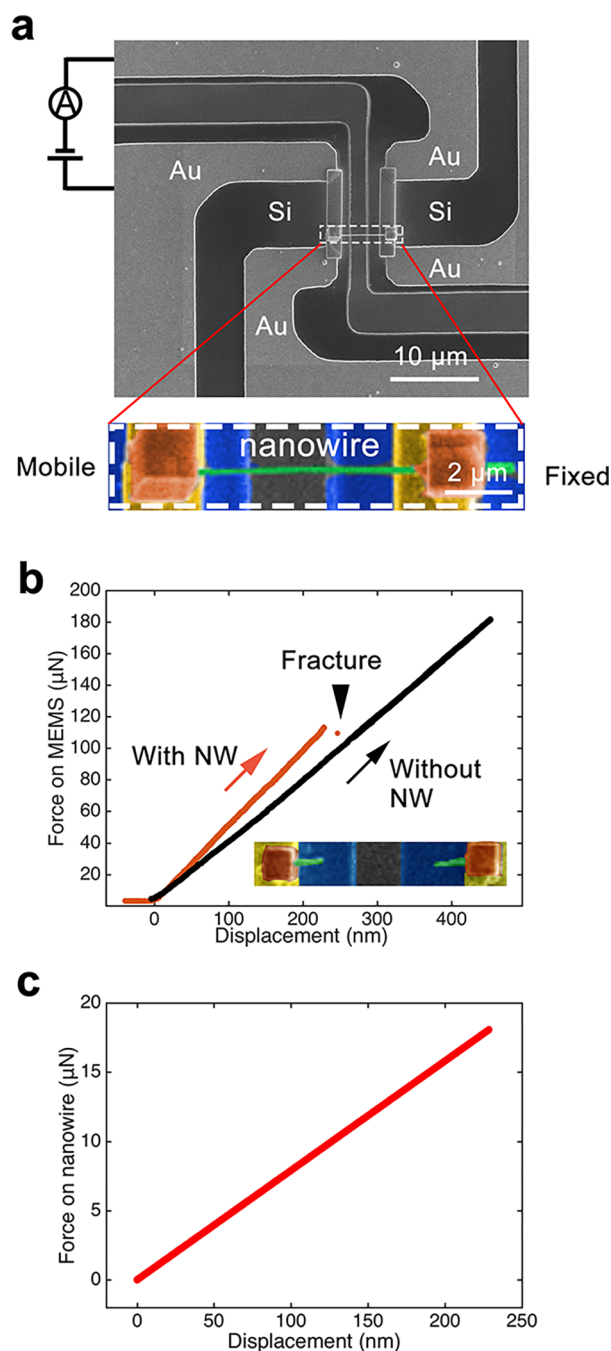 a
A
Au
Au
Si
Si
Au
Au
10 µm
nanowire
Mobile
2 µm
Fixed
b
200
180
160
140
120
100
80
60
40
20
Force on MEMS (µN)
Fracture
With NW
Without
NW
0
100
200
300
400
Displacement (nm)
c
20
15
10
5
0
Force on nanowire (µN)
0
50
100
150
200
250
Displacement (nm)